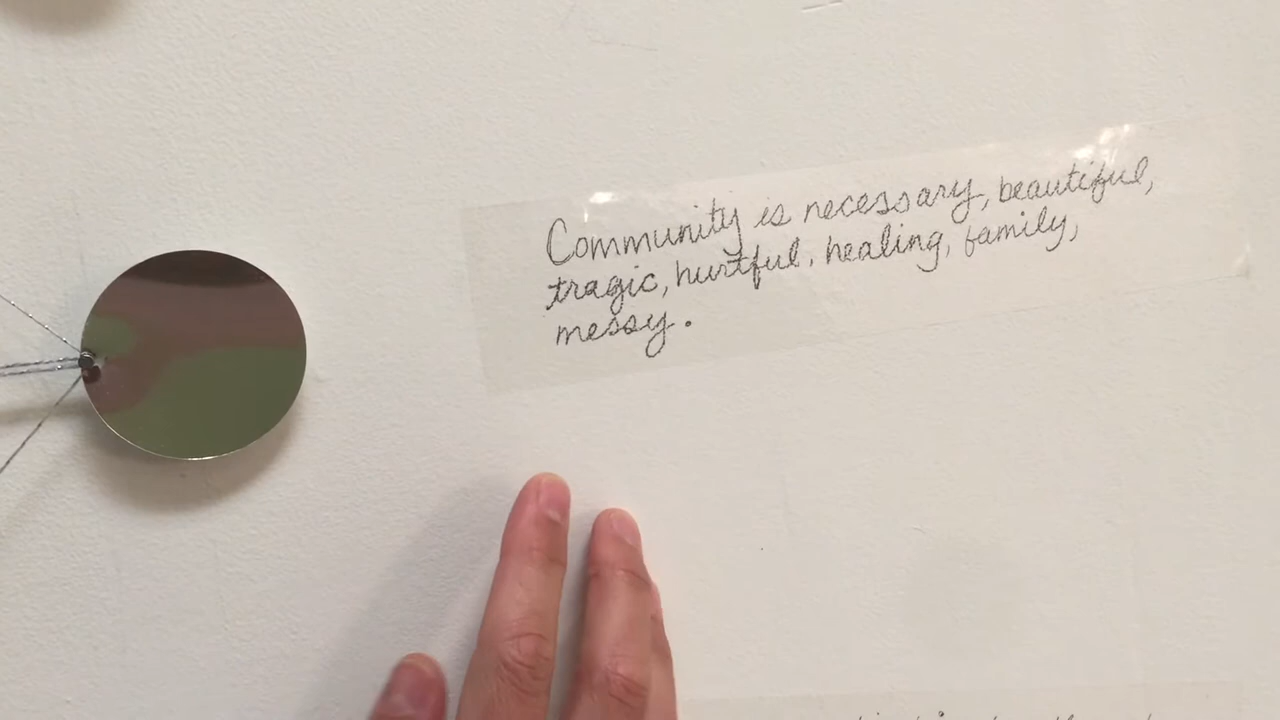 Community is necessary, beautiful,
tragic, hurtful, healing, family,
messy.